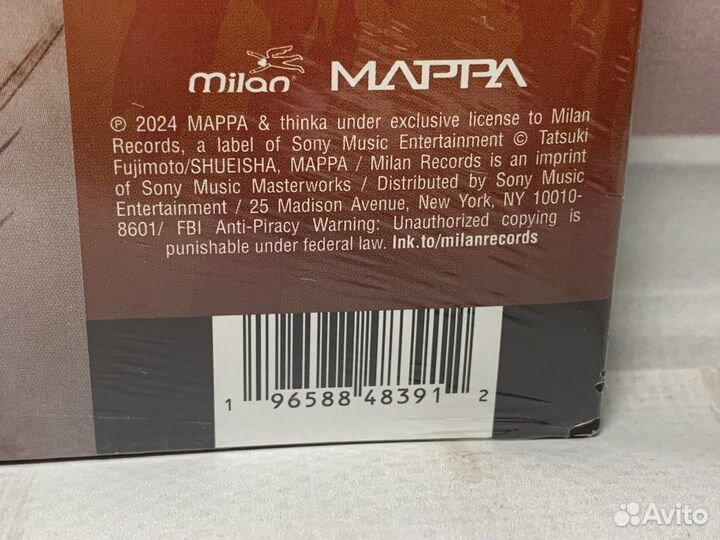 milan MAPPA
℗ 2024 MAPPA & thinka under exclusive license to Milan
Records, a label of Sony Music Entertainment © Tatsuki
Fujimoto/SHUEISHA, MAPPA / Milan Records is an imprint
of Sony Music Masterworks / Distributed by Sony Music
Entertainment / 25 Madison Avenue, New York, NY 10010-
8601/ FBI Anti-Piracy Warning: Unauthorized copying is
punishable under federal law. lnk.to/milanrecords
1 96588 48391 2
Avito